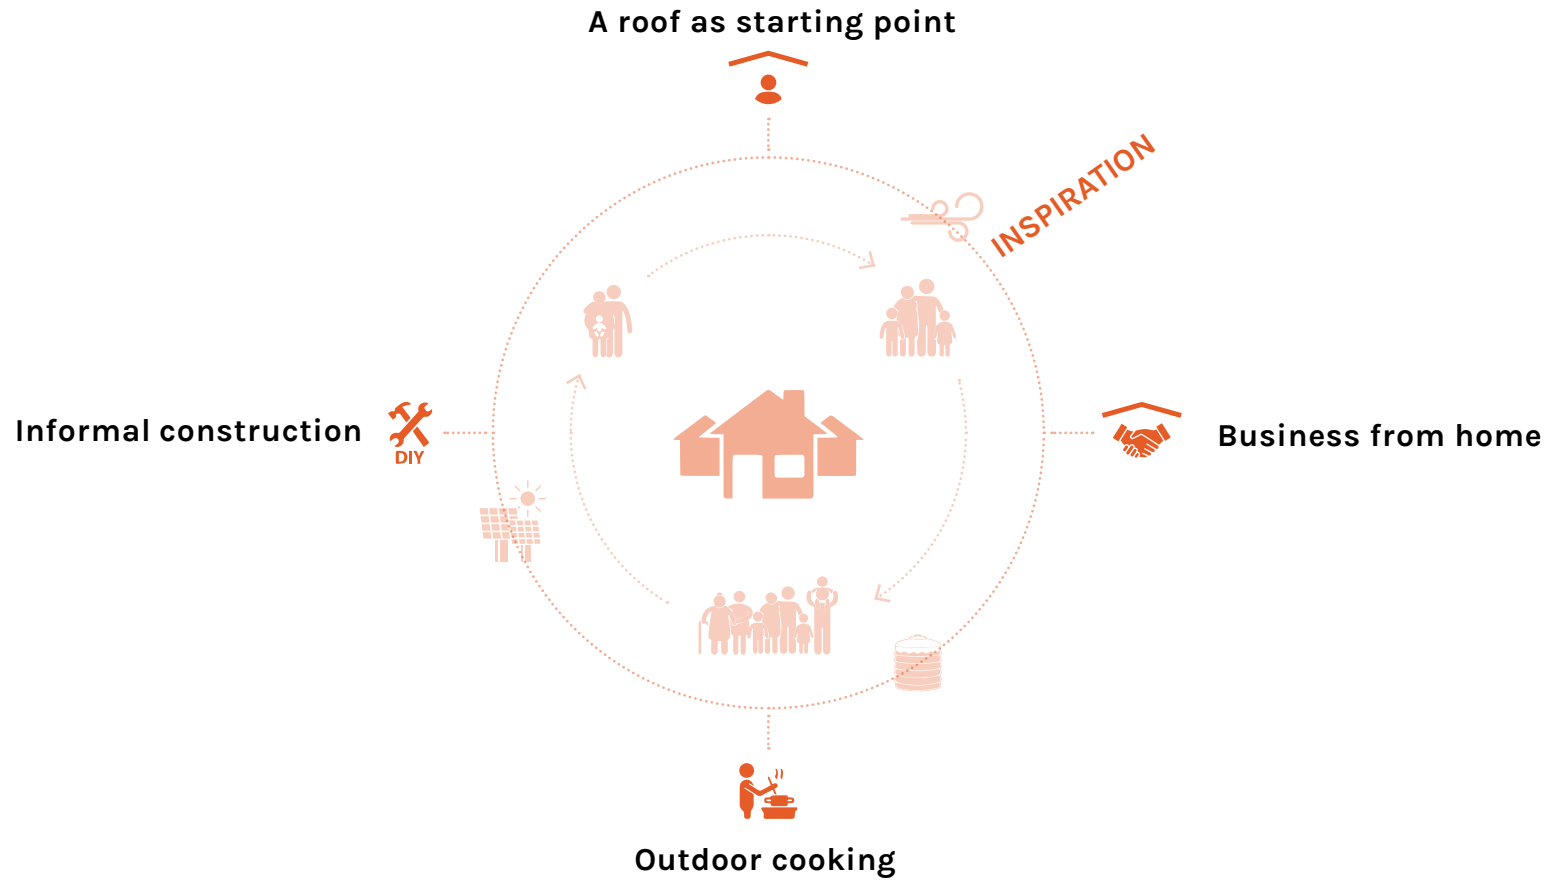 A roof as starting point
INSPIRATION
Informal construction
DIY
Business from home
Outdoor cooking